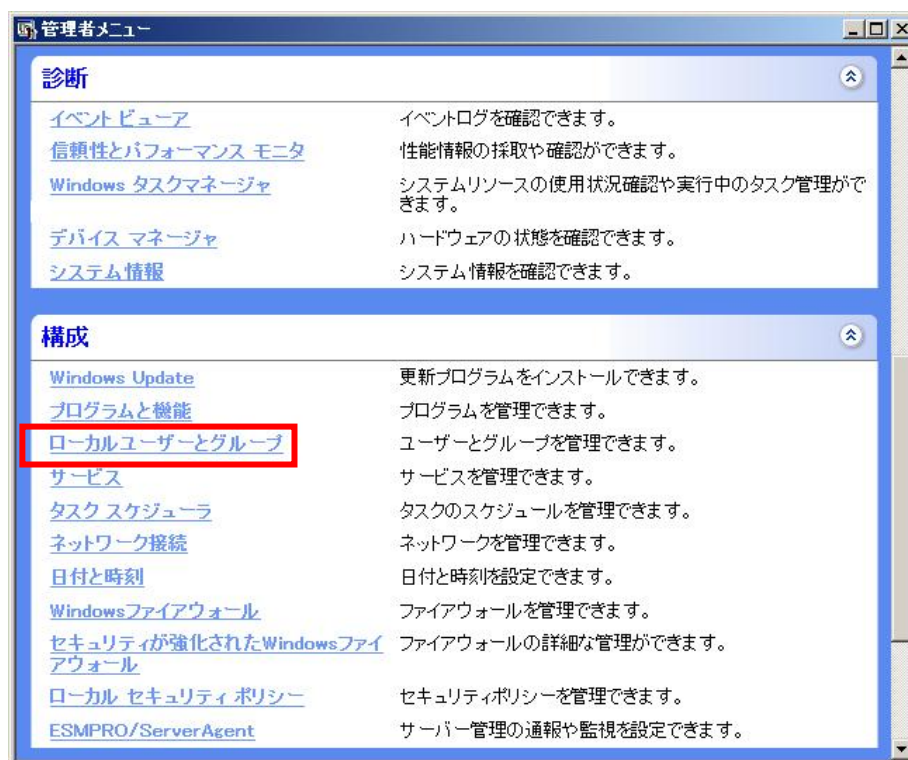 管理者メニュー
診断
イベント ビューア イベントログを確認できます。
信頼性とパフォーマンス モニタ 性能情報の採取や確認ができます。
Windows タスクマネージャ システムリソースの使用状況確認や実行中のタスク管理がで
きます。
デバイス マネージャ ハードウェアの状態を確認できます。
システム情報 システム情報を確認できます。
構成
Windows Update 更新プログラムをインストールできます。
プログラムと機能 プログラムを管理できます。
ローカルユーザーとグループ ユーザーとグループを管理できます。
サービス サービスを管理できます。
タスク スケジューラ タスクのスケジュールを管理できます。
ネットワーク接続 ネットワークを管理できます。
日付と時刻 日付と時刻を設定できます。
Windowsファイアウォール ファイアウォールを管理できます。
セキュリティが強化されたWindowsファイ ファイアウォールの詳細な管理ができます。
アウォール
ローカル セキュリティ ポリシー セキュリティポリシーを管理できます。
ESMPRO/ServerAgent サーバー管理の通報や監視を設定できます。